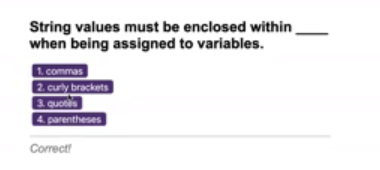 String values must be enclosed within ____
when being assigned to variables.
1. commas
2. curly brackets
3. quotes
4. parentheses
Correct!